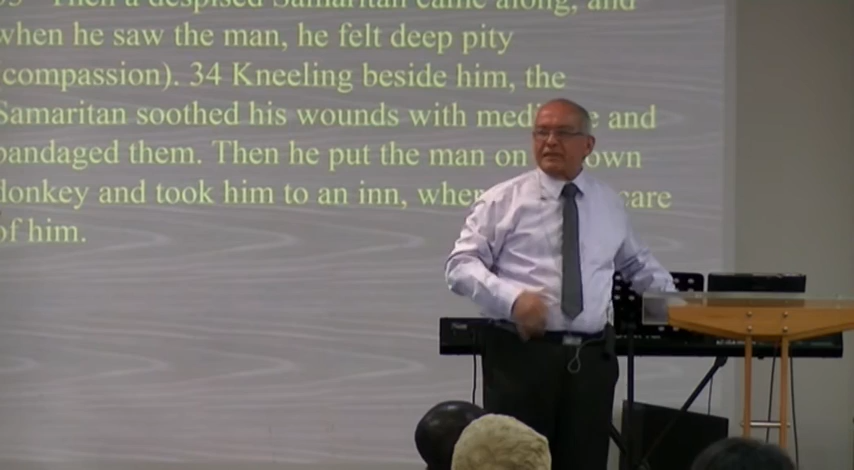 Then a despised Samaritan came along, and
when he saw the man, he felt deep pity
(compassion). 34 Kneeling beside him, the
Samaritan soothed his wounds with and
bandaged them. Then he put the man on own
donkey and took him to an inn, care
of him.